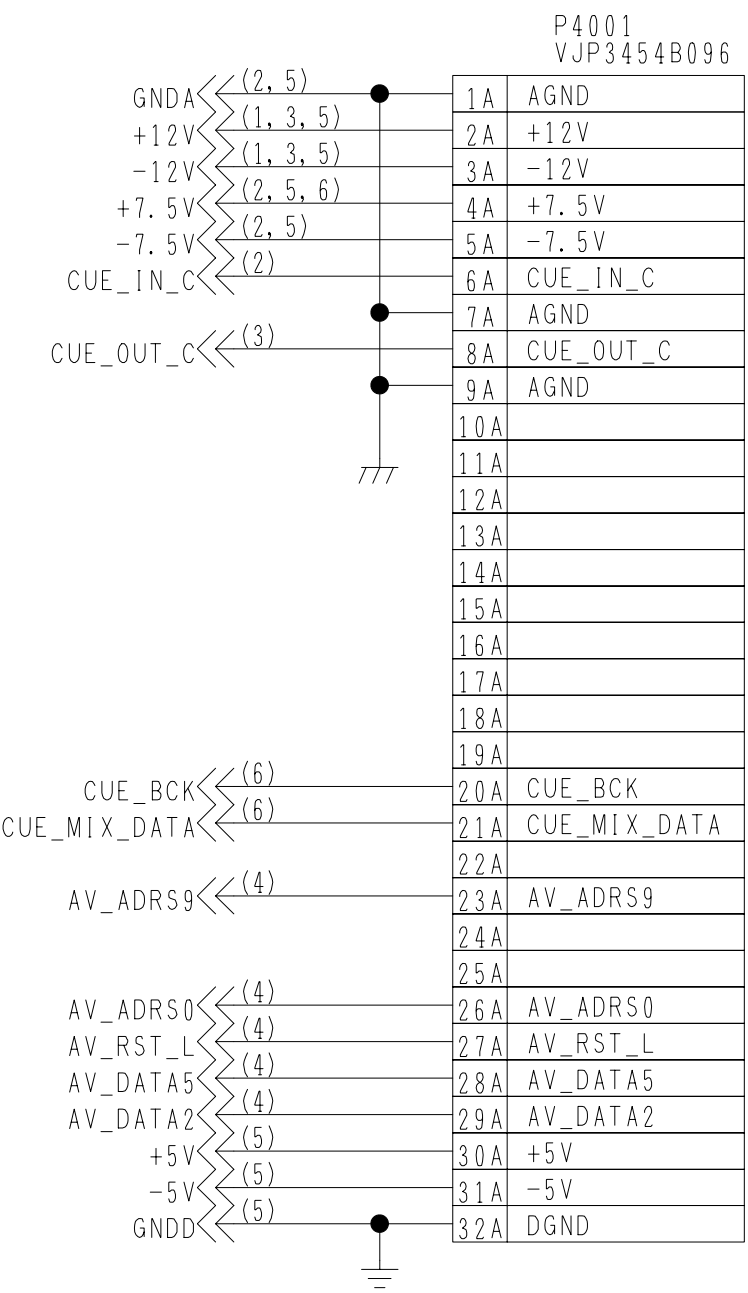 P4001
VJP3454B096
GNDA (2, 5) 1A AGND
+12V (1, 3, 5) 2A +12V
-12V (1, 3, 5) 3A -12V
+7.5V (2, 5, 6) 4A +7.5V
-7.5V (2, 5) 5A -7.5V
CUE_IN_C (2) 6A CUE_IN_C
7A AGND
CUE_OUT_C (3) 8A CUE_OUT_C
9A AGND
10A
11A
12A
13A
14A
15A
16A
17A
18A
19A
CUE_BCK (6) 20A CUE_BCK
CUE_MIX_DATA (6) 21A CUE_MIX_DATA
22A
AV_ADRS9 (4) 23A AV_ADRS9
24A
25A
AV_ADRS0 (4) 26A AV_ADRS0
AV_RST_L (4) 27A AV_RST_L
AV_DATA5 (4) 28A AV_DATA5
AV_DATA2 (4) 29A AV_DATA2
+5V (5) 30A +5V
-5V (5) 31A -5V
GNDD (5) 32A DGND